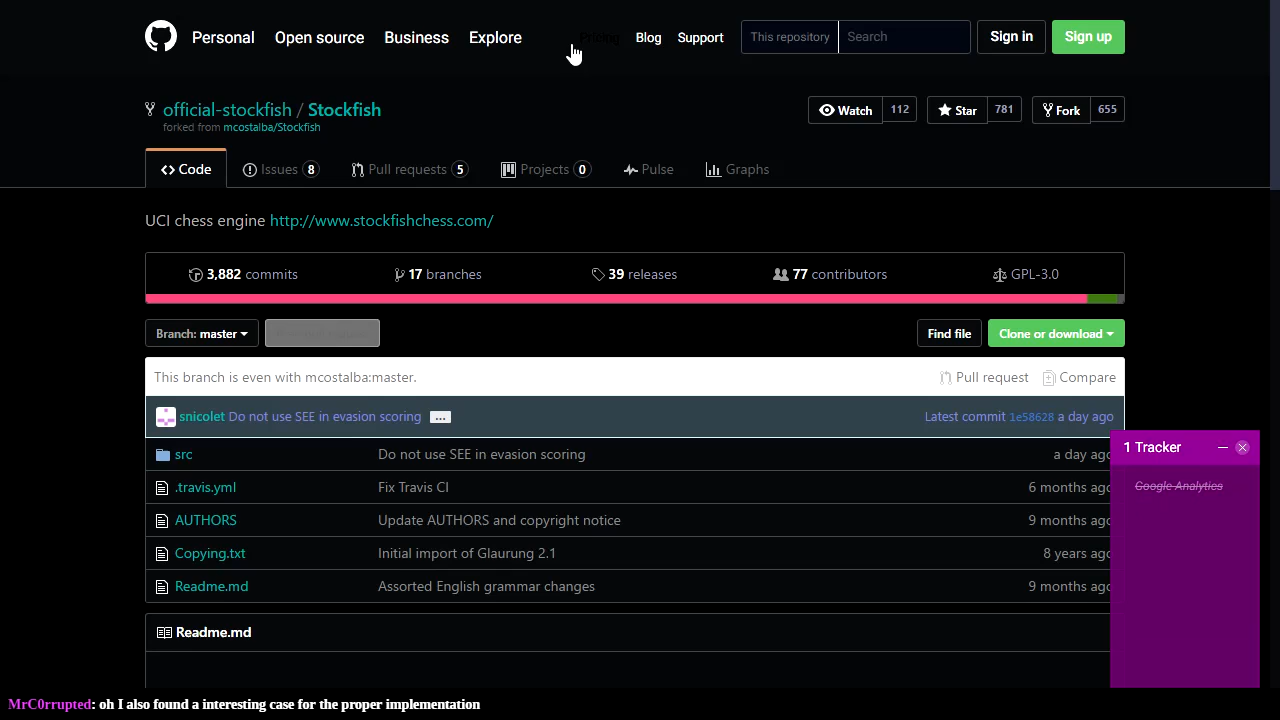 Personal Open source Business Explore Pricing Blog Support This repository Search Sign in Sign up
official-stockfish / Stockfish
forked from mcostalba/Stockfish
Watch 112 Star 781 Fork 655
Code Issues 8 Pull requests 5 Projects 0 Pulse Graphs
UCI chess engine http://www.stockfishchess.com/
3,882 commits 17 branches 39 releases 77 contributors GPL-3.0
Branch: master Find file Clone or download
This branch is even with mcostalba:master. Pull request Compare
snicolet Do not use SEE in evasion scoring ... Latest commit 1e58628 a day ago
src Do not use SEE in evasion scoring a day ago
.travis.yml Fix Travis CI 6 months ago
AUTHORS Update AUTHORS and copyright notice 9 months ago
Copying.txt Initial import of Glaurung 2.1 8 years ago
Readme.md Assorted English grammar changes 9 months ago
Readme.md
1 Tracker
Google Analytics
MrC0rrupted: oh I also found a interesting case for the proper implementation